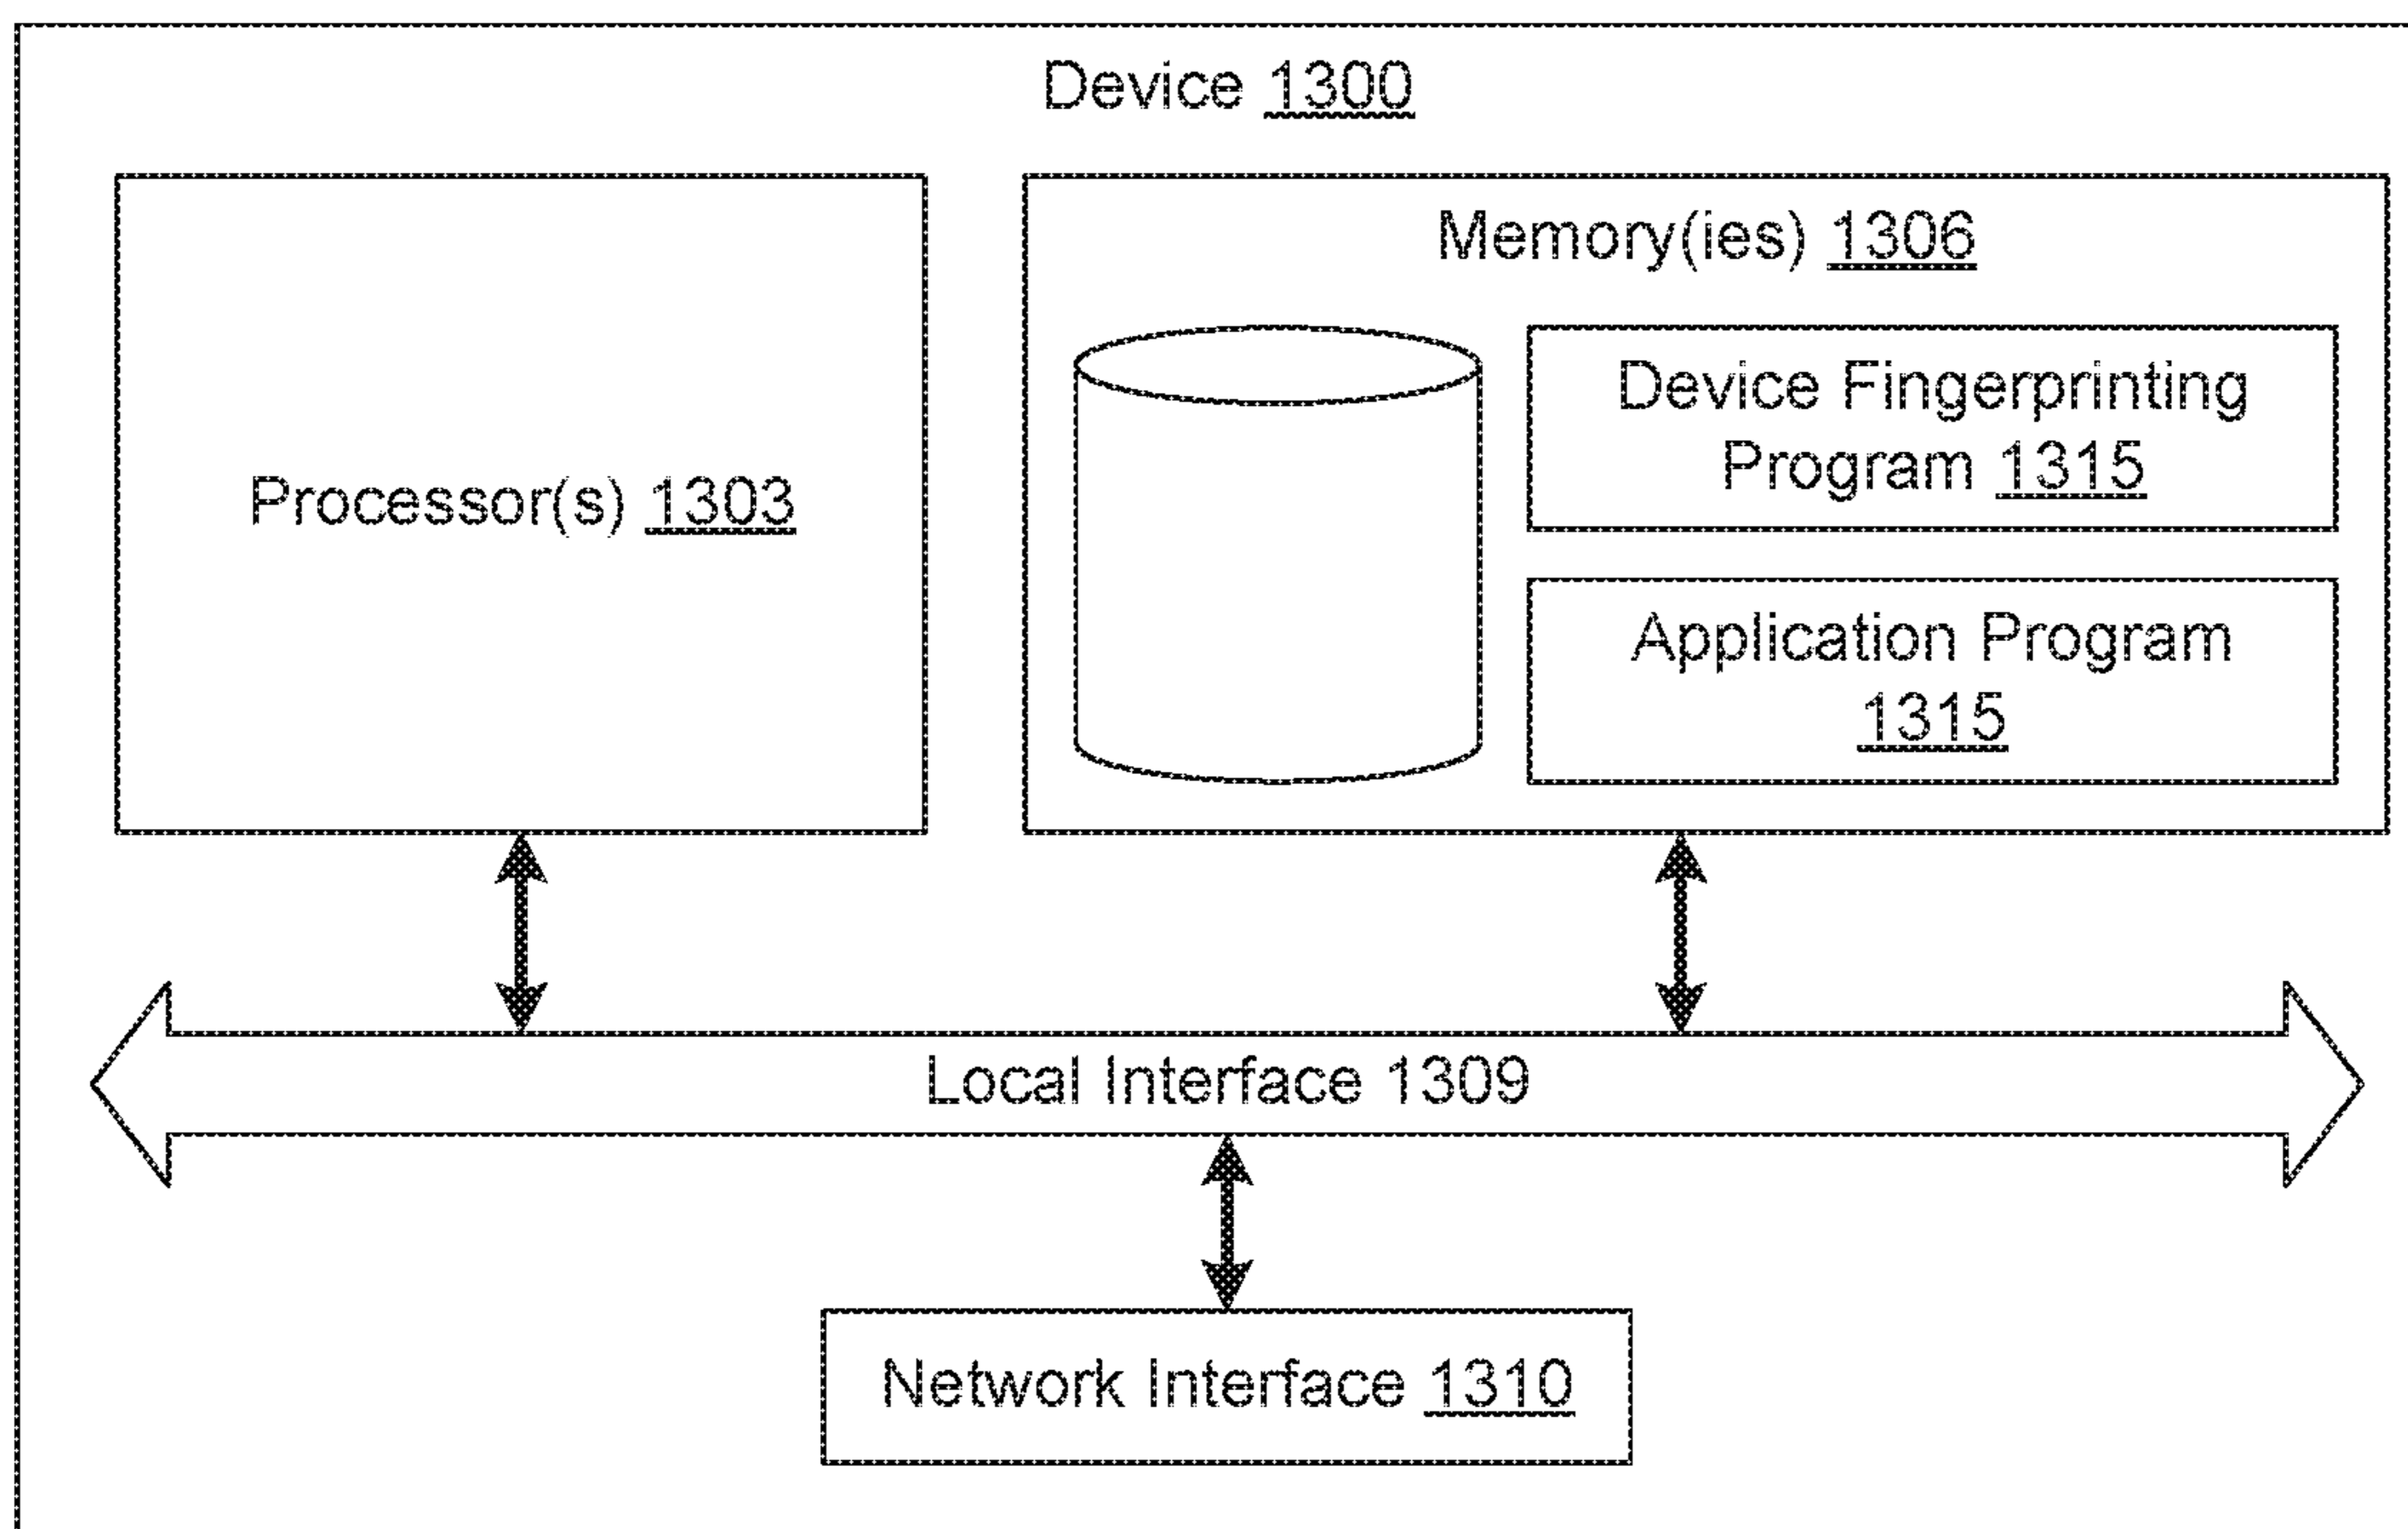 Device 1300
Memory(ies) 1306
Processor(s) 1303
Device Fingerprinting
Program 1315
Application Program
1315
Local Interface 1309
Network Interface 1310